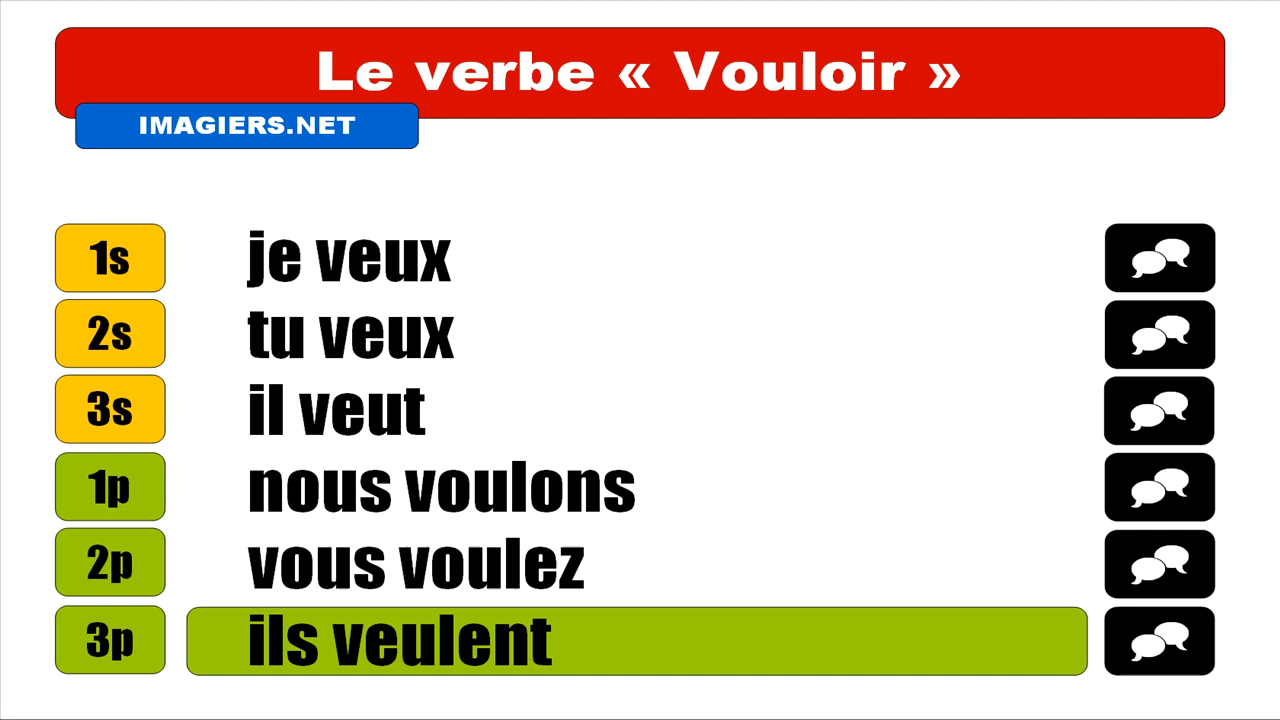 Le verbe « Vouloir »
IMAGIERS.NET
1s je veux
2s tu veux
3s il veut
1p nous voulons
2p vous voulez
3p ils veulent